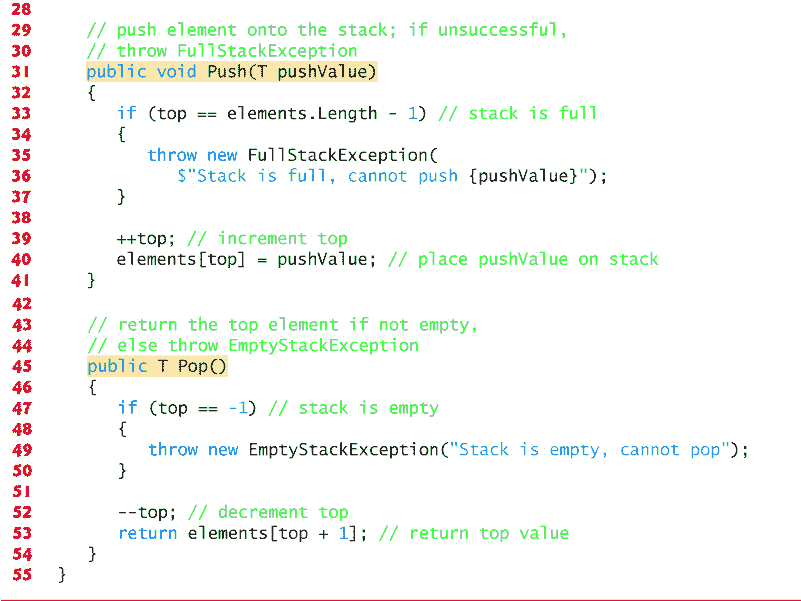 28
29 // push element onto the stack; if unsuccessful,
30 // throw FullStackException
31 public void Push(T pushValue)
32 {
33 if (top == elements.Length - 1) // stack is full
34 {
35 throw new FullStackException(
36 $"Stack is full, cannot push {pushValue}");
37 }
38
39 ++top; // increment top
40 elements[top] = pushValue; // place pushValue on stack
41 }
42
43 // return the top element if not empty,
44 // else throw EmptyStackException
45 public T Pop()
46 {
47 if (top == -1) // stack is empty
48 {
49 throw new EmptyStackException("Stack is empty, cannot pop");
50 }
51
52 --top; // decrement top
53 return elements[top + 1]; // return top value
54 }
55 }